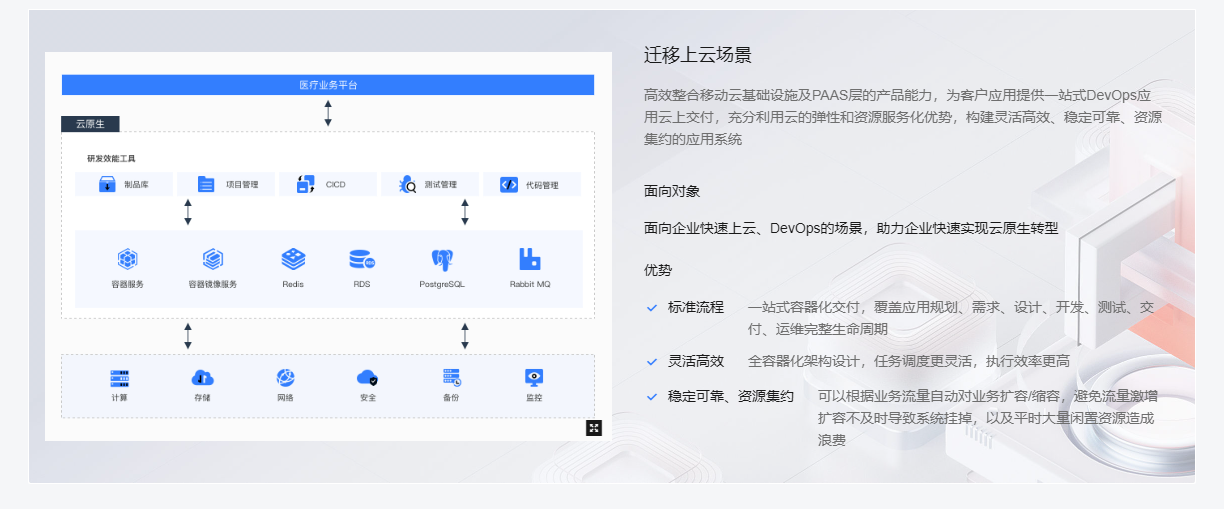 医疗业务平台
云原生
研发效能工具
制品库
项目管理
CICD
测试管理
代码管理
容器服务
容器镜像服务
Redis
RDS
PostgreSQL
Rabbit MQ
计算
存储
网络
安全
备份
监控
迁移上云场景
高效整合移动云基础设施及PAAS层的产品能力，为客户应用提供一站式DevOps应
用云上交付，充分利用云的弹性和资源服务化优势，构建灵活高效、稳定可靠、资源
集约的应用系统
面向对象
面向企业快速上云、DevOps的场景，助力企业快速实现云原生转型
优势
标准流程 一站式容器化交付，覆盖应用规划、需求、设计、开发、测试、交
付、运维完整生命周期
灵活高效 全容器化架构设计，任务调度更灵活，执行效率更高
稳定可靠、资源集约 可以根据业务流量自动对业务扩容/缩容，避免流量激增
扩容不及时导致系统挂掉，以及平时大量闲置资源造成
浪费